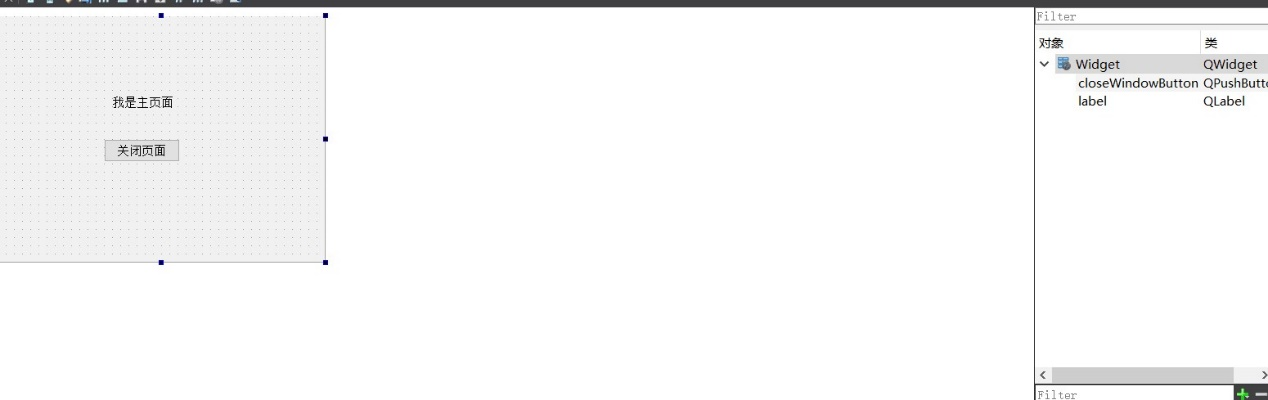 Filter
对象 类
Widget QWidget
closeWindowButton QPushButto
label QLabel
我是主页面
关闭页面
Filter